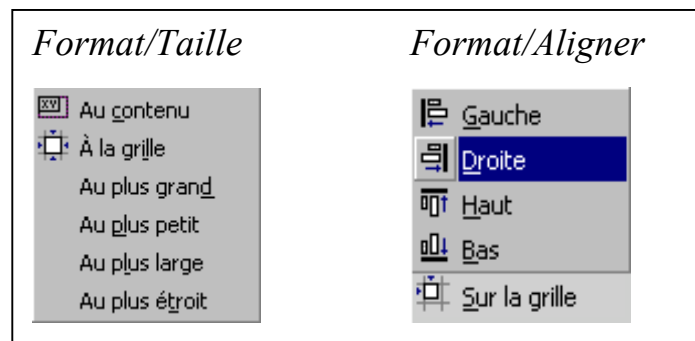 Format/Taille
Au contenu
À la grille
Au plus grand
Au plus petit
Au plus large
Au plus étroit
Format/Aligner
Gauche
Droite
Haut
Bas
Sur la grille